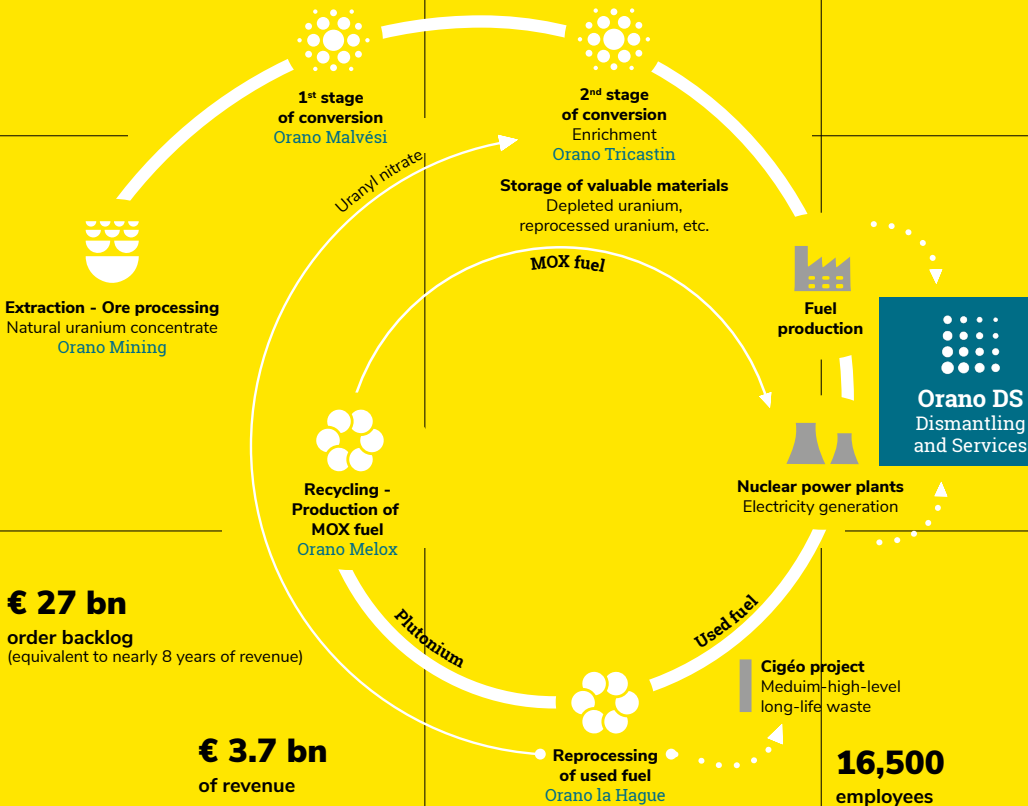 1st stage
of conversion
Orano Malvési
2nd stage
of conversion
Enrichment
Orano Tricastin
Uranyl nitrate
Storage of valuable materials
Depleted uranium,
reprocessed uranium, etc.
MOX fuel
Extraction - Ore processing
Natural uranium concentrate
Orano Mining
Fuel
production
Orano DS
Dismantling
and Services
Recycling -
Production of
MOX fuel
Orano Melox
Nuclear power plants
Electricity generation
€ 27 bn
order backlog
(equivalent to nearly 8 years of revenue)
Plutonium
Used fuel
Cigéo project
Meduim-high-level
long-life waste
€ 3.7 bn
of revenue
Reprocessing
of used fuel
Orano la Hague
16,500
employees